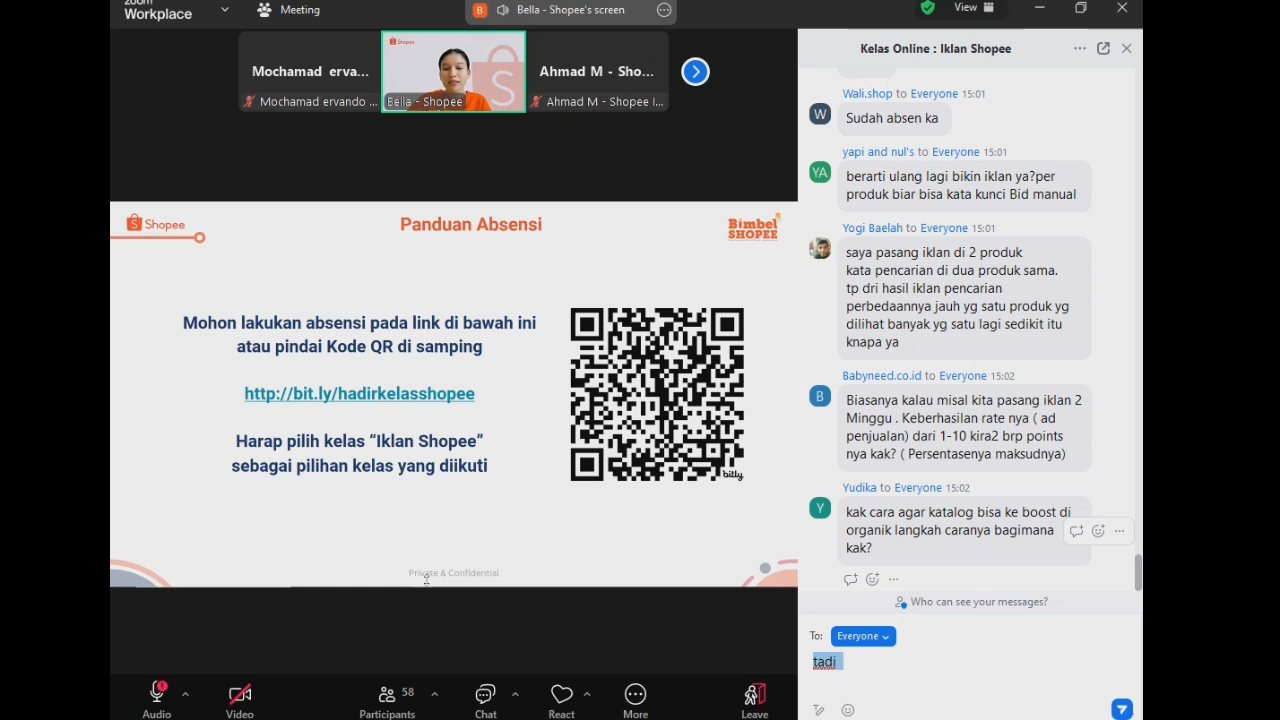 zoom
Workplace
Meeting
B
Bella - Shopee's screen
View
Mochamad ervando...
Shopee
Ahmad M - Sho...
Mochamad ervando ...
Bella - Shopee
Ahmad M - Shopee I...
Shopee
Panduan Absensi
Bimbel
SHOPEE
Mohon lakukan absensi pada link di bawah ini
atau pindai Kode QR di samping
http://bit.ly/hadirkelasshopee
Harap pilih kelas “Iklan Shopee”
sebagai pilihan kelas yang diikuti
bitly
Private & Confidential
Kelas Online : Iklan Shopee
Wali.shop to Everyone 15:01
W
Sudah absen ka
yapi and nul's to Everyone 15:01
YA
berarti ulang lagi bikin iklan ya?per
produk biar bisa kata kunci Bid manual
Yogi Baelah to Everyone 15:01
saya pasang iklan di 2 produk
kata pencarian di dua produk sama.
tp dri hasil iklan pencarian
perbedaannya jauh yg satu produk yg
dilihat banyak yg satu lagi sedikit itu
knapa ya
Babyneed.co.id to Everyone 15:02
B
Biasanya kalau misal kita pasang iklan 2
Minggu . Keberhasilan rate nya ( ad
penjualan) dari 1-10 kira2 brp points
nya kak? ( Persentasenya maksudnya)
Yudika to Everyone 15:02
Y
kak cara agar katalog bisa ke boost di
organik langkah caranya bagimana
kak?
Who can see your messages?
To: Everyone
tadi
Audio
Video
58
Participants
Chat
React
More
Leave